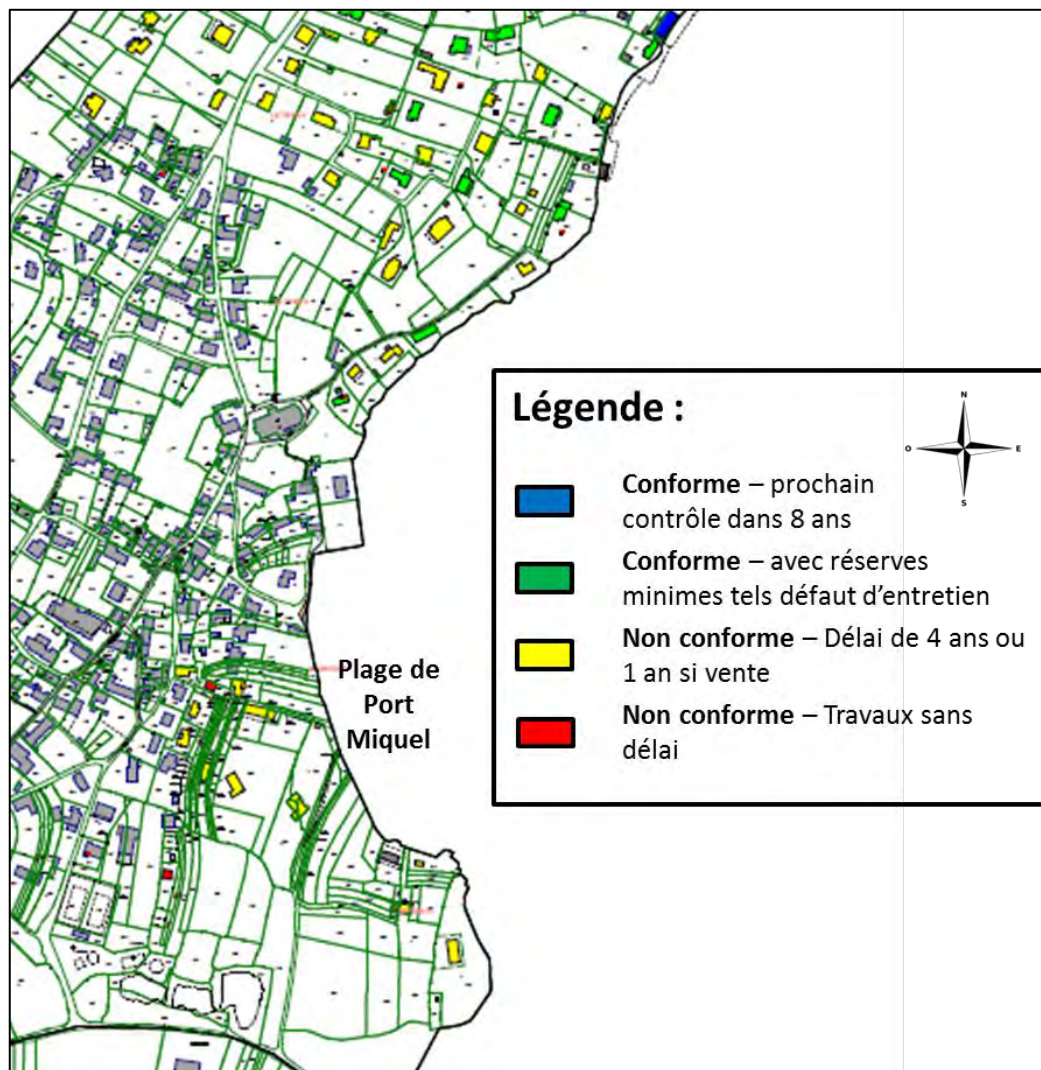 Légende :
N
O
E
S
Conforme – prochain
contrôle dans 8 ans
Conforme – avec réserves
minimes tels défaut d'entretien
Non conforme – Délai de 4 ans ou
1 an si vente
Non conforme – Travaux sans
délai
Plage de
Port
Miquel